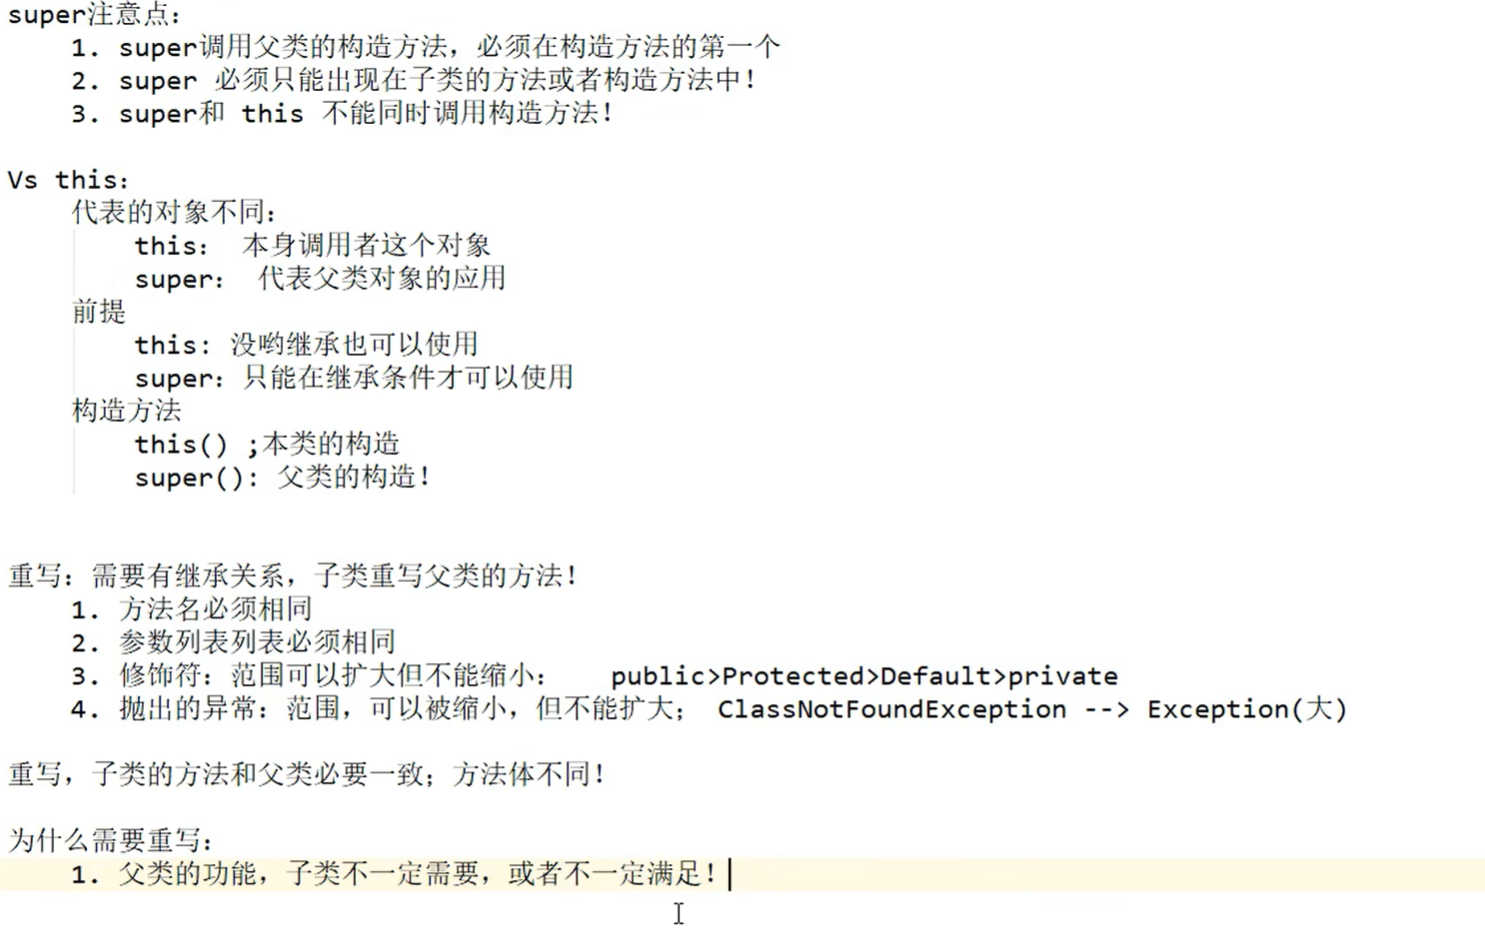 super注意点：
1. super调用父类的构造方法，必须在构造方法的第一个
2. super 必须只能出现在子类的方法或者构造方法中！
3. super和 this 不能同时调用构造方法！
Vs this：
代表的对象不同：
this： 本身调用者这个对象
super： 代表父类对象的应用
前提
this: 没哟继承也可以使用
super：只能在继承条件才可以使用
构造方法
this() ;本类的构造
super(): 父类的构造！
重写：需要有继承关系，子类重写父类的方法！
1. 方法名必须相同
2. 参数列表列表必须相同
3. 修饰符：范围可以扩大但不能缩小： public>Protected>Default>private
4. 抛出的异常：范围，可以被缩小，但不能扩大； ClassNotFoundException --> Exception(大)
重写，子类的方法和父类必要一致；方法体不同！
为什么需要重写：
1. 父类的功能，子类不一定需要，或者不一定满足！